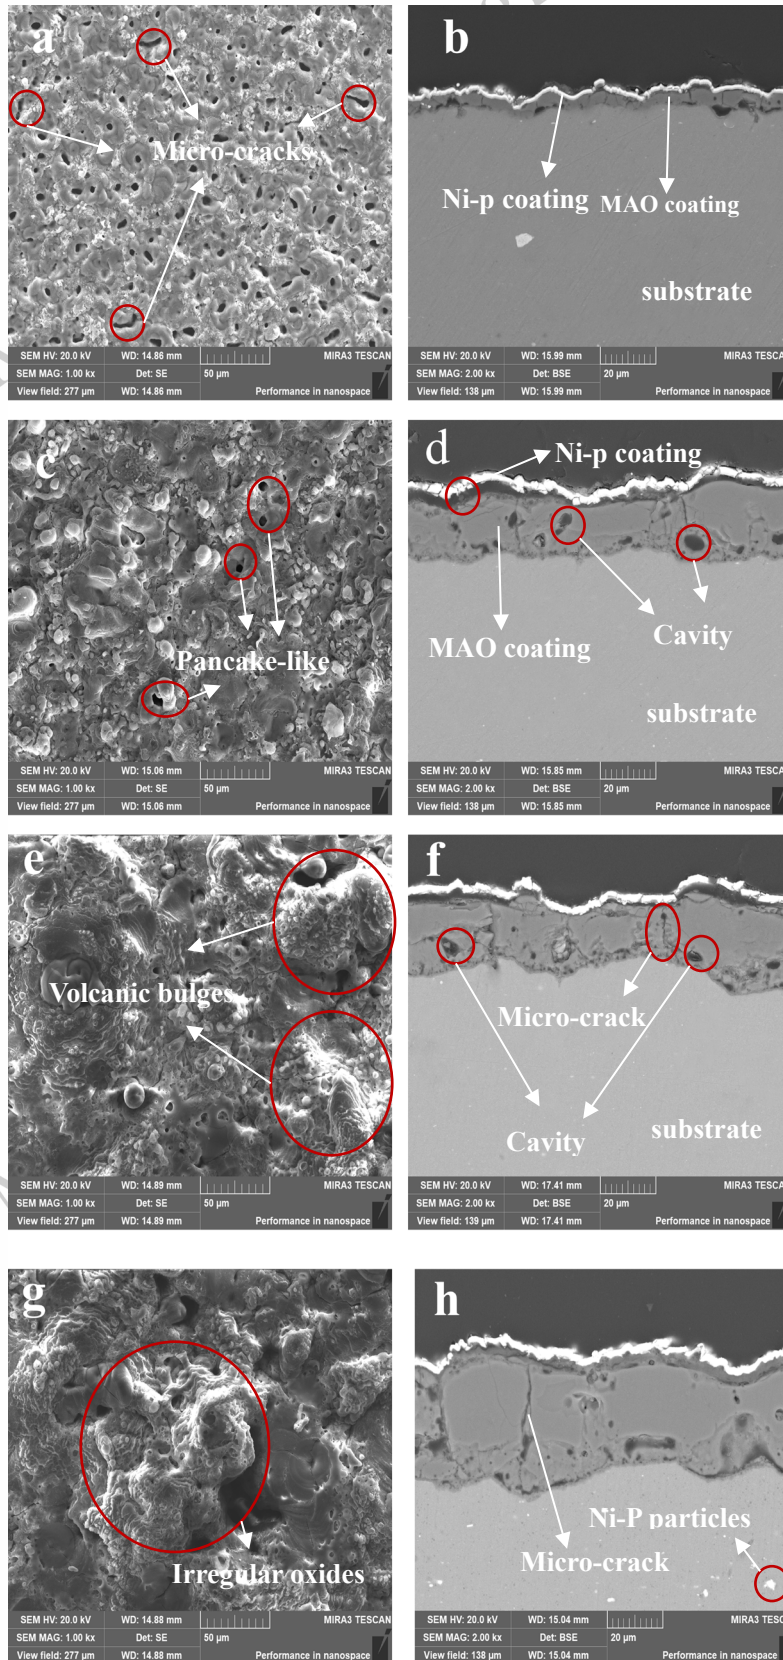 a
Micro-cracks
SEM HV: 20.0 kV WD: 14.86 mm MIRA3 TESCAN
SEM MAG: 1.00 kx Det: SE 50 µm
View field: 277 µm WD: 14.86 mm Performance in nanospace
b
Ni-p coating MAO coating
substrate
SEM HV: 20.0 kV WD: 15.99 mm MIRA3 TESCA
SEM MAG: 2.00 kx Det: BSE 20 µm
View field: 138 µm WD: 15.99 mm Performance in nanospace
c
Pancake-like
SEM HV: 20.0 kV WD: 15.06 mm MIRA3 TESCAN
SEM MAG: 1.00 kx Det: SE 50 µm
View field: 277 µm WD: 15.06 mm Performance in nanospace
d
Ni-p coating
MAO coating
Cavity
substrate
SEM HV: 20.0 kV WD: 15.85 mm MIRA3 TESCA
SEM MAG: 2.00 kx Det: BSE 20 µm
View field: 138 µm WD: 15.85 mm Performance in nanospace
e
Volcanic bulges
SEM HV: 20.0 kV WD: 14.89 mm MIRA3 TESCAN
SEM MAG: 1.00 kx Det: SE 50 µm
View field: 277 µm WD: 14.89 mm Performance in nanospace
f
Micro-crack
Cavity
substrate
SEM HV: 20.0 kV WD: 17.41 mm MIRA3 TESCA
SEM MAG: 2.00 kx Det: BSE 20 µm
View field: 139 µm WD: 17.41 mm Performance in nanospace
g
Irregular oxides
SEM HV: 20.0 kV WD: 14.88 mm MIRA3 TESCAN
SEM MAG: 1.00 kx Det: SE 50 µm
View field: 277 µm WD: 14.88 mm Performance in nanospace
h
Ni-P particles
Micro-crack
SEM HV: 20.0 kV WD: 15.04 mm MIRA3 TESC
SEM MAG: 2.00 kx Det: BSE 20 µm
View field: 138 µm WD: 15.04 mm Performance in nanospa